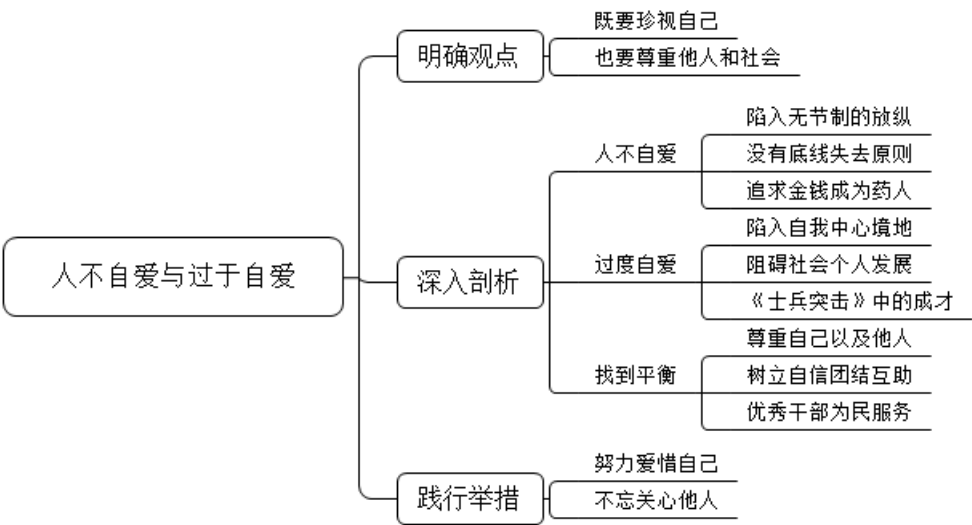 人不自爱与过于自爱
明确观点
既要珍视自己
也要尊重他人和社会
深入剖析
人不自爱
陷入无节制的放纵
没有底线失去原则
追求金钱成为药人
过度自爱
陷入自我中心境地
阻碍社会个人发展
《士兵突击》中的成才
找到平衡
尊重自己以及他人
树立自信团结互助
优秀干部为民服务
践行举措
努力爱惜自己
不忘关心他人